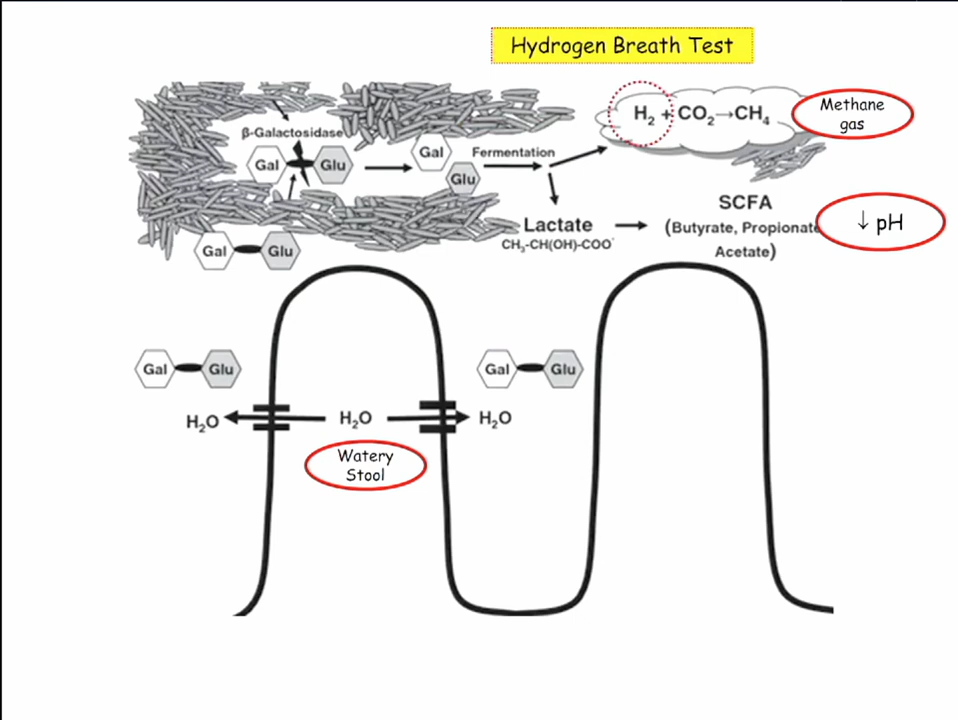 Hydrogen Breath Test
H₂ + CO₂→CH₄
Methane
gas
β-Galactosidase
Gal Glu
Gal
Glu
Fermentation
Lactate
CH₃-CH(OH)-COO⁻
SCFA
(Butyrate, Propionate
Acetate)
↓ pH
Gal Glu
Gal Glu
Gal Glu
H₂O
H₂O
H₂O
Watery
Stool